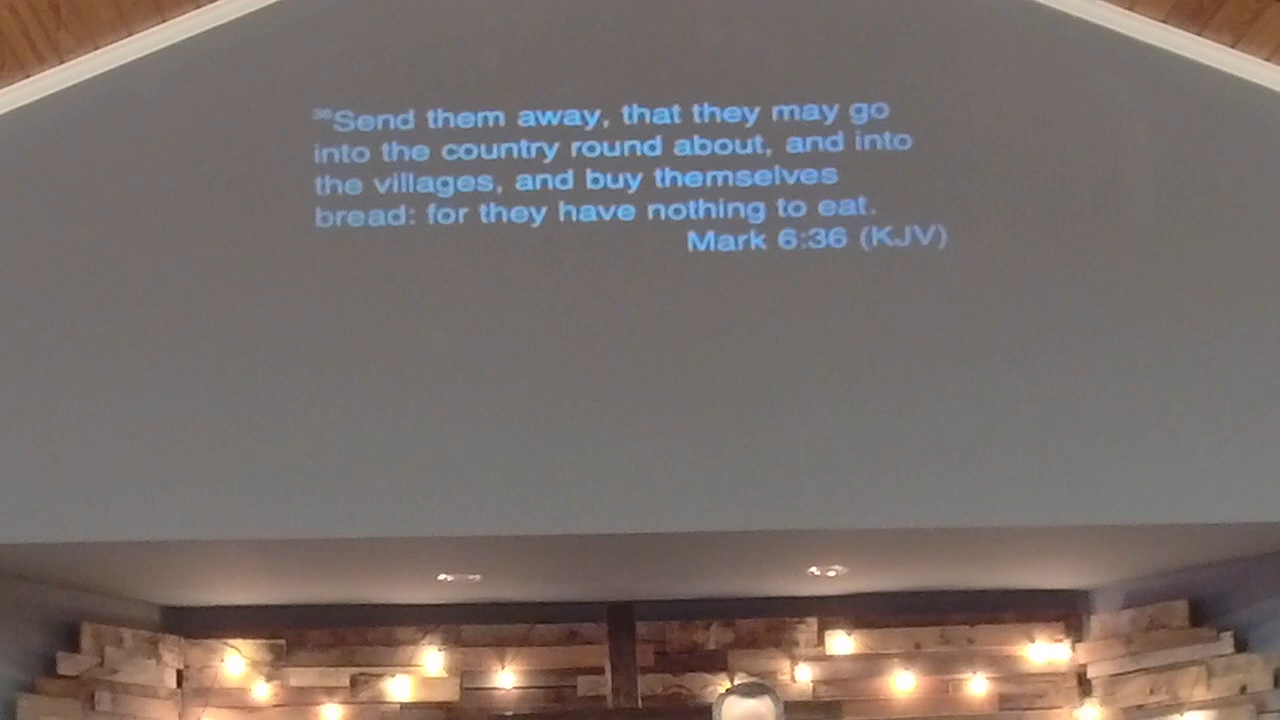 ³⁶Send them away, that they may go
into the country round about, and into
the villages, and buy themselves
bread: for they have nothing to eat.
Mark 6:36 (KJV)